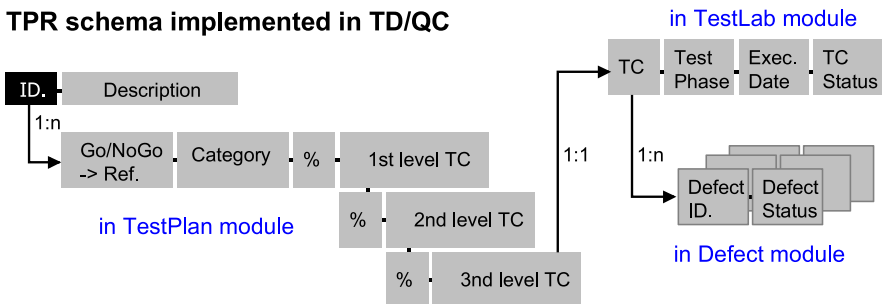 TPR schema implemented in TD/QC
in TestLab module
ID.
Description
TC
Test
Phase
Exec.
Date
TC
Status
1:n
Go/NoGo
-> Ref.
Category
%
1st level TC
1:1
1:n
%
2nd level TC
Defect
ID.
Defect
Status
in TestPlan module
in Defect module
%
3nd level TC